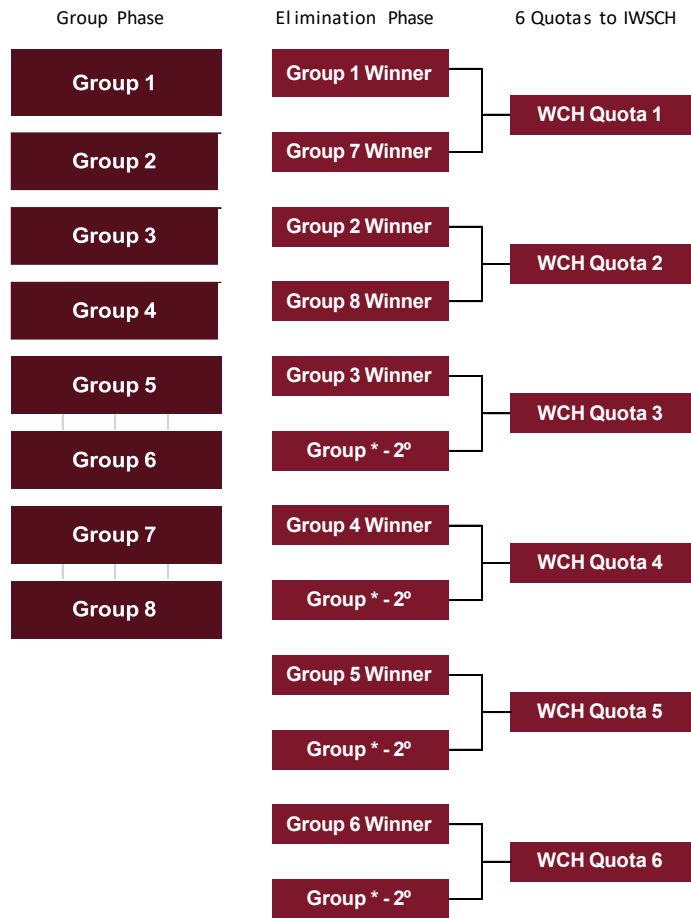 Group Phase
Elimination Phase
6 Quotas to IWSCH
Group 1
Group 2
Group 3
Group 4
Group 5
Group 6
Group 7
Group 8
Group 1 Winner
Group 7 Winner
Group 2 Winner
Group 8 Winner
Group 3 Winner
Group * - 2º
Group 4 Winner
Group * - 2º
Group 5 Winner
Group * - 2º
Group 6 Winner
Group * - 2º
WCH Quota 1
WCH Quota 2
WCH Quota 3
WCH Quota 4
WCH Quota 5
WCH Quota 6